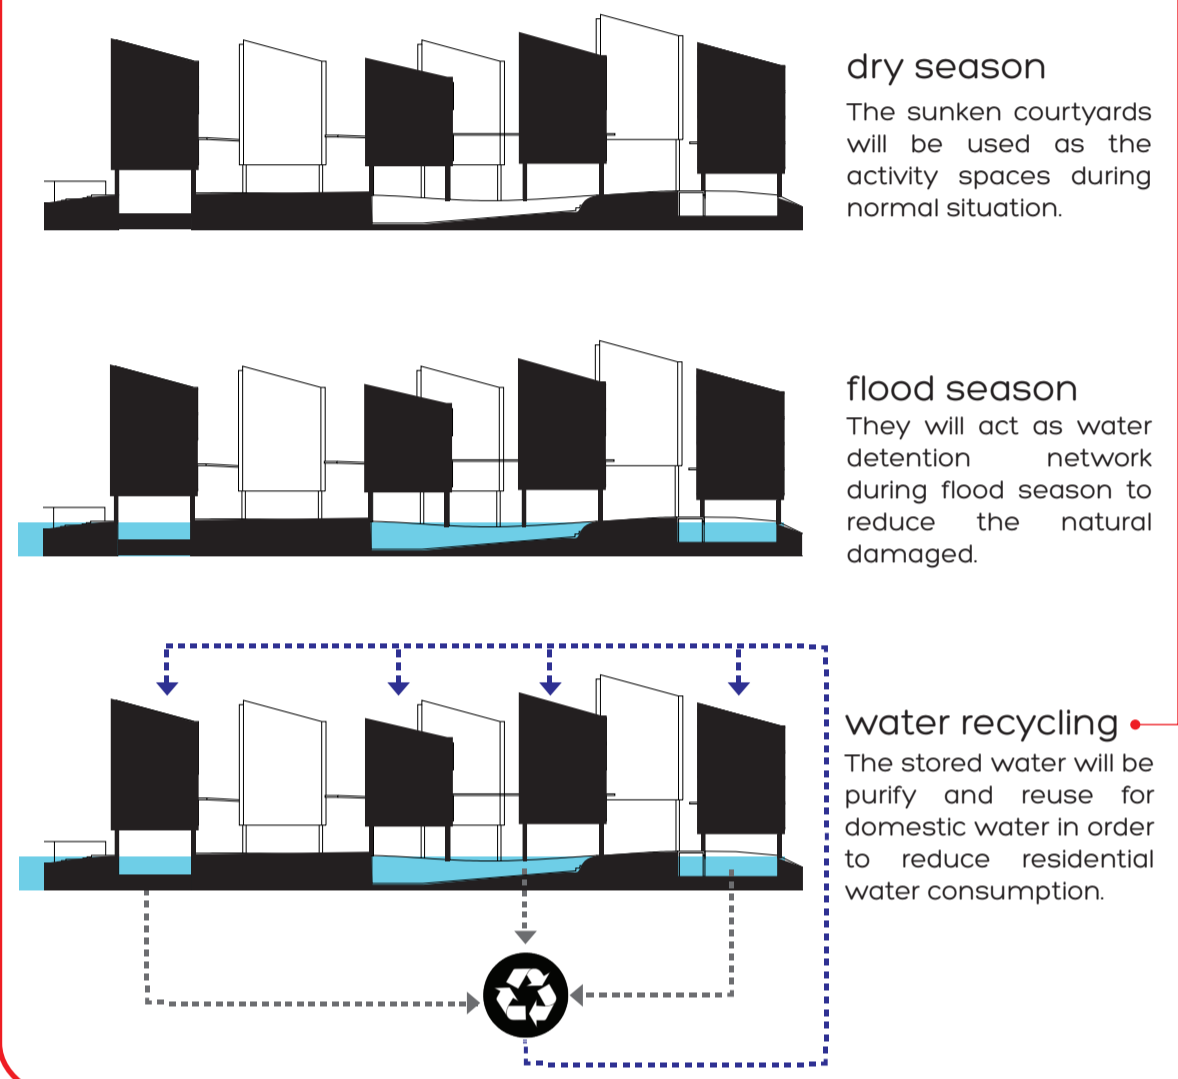 dry season
The sunken courtyards
will be used as the
activity spaces during
normal situation.
flood season
They will act as water
detention network
during flood season to
reduce the natural
damaged.
water recycling
The stored water will be
purify and reuse for
domestic water in order
to reduce residential
water consumption.